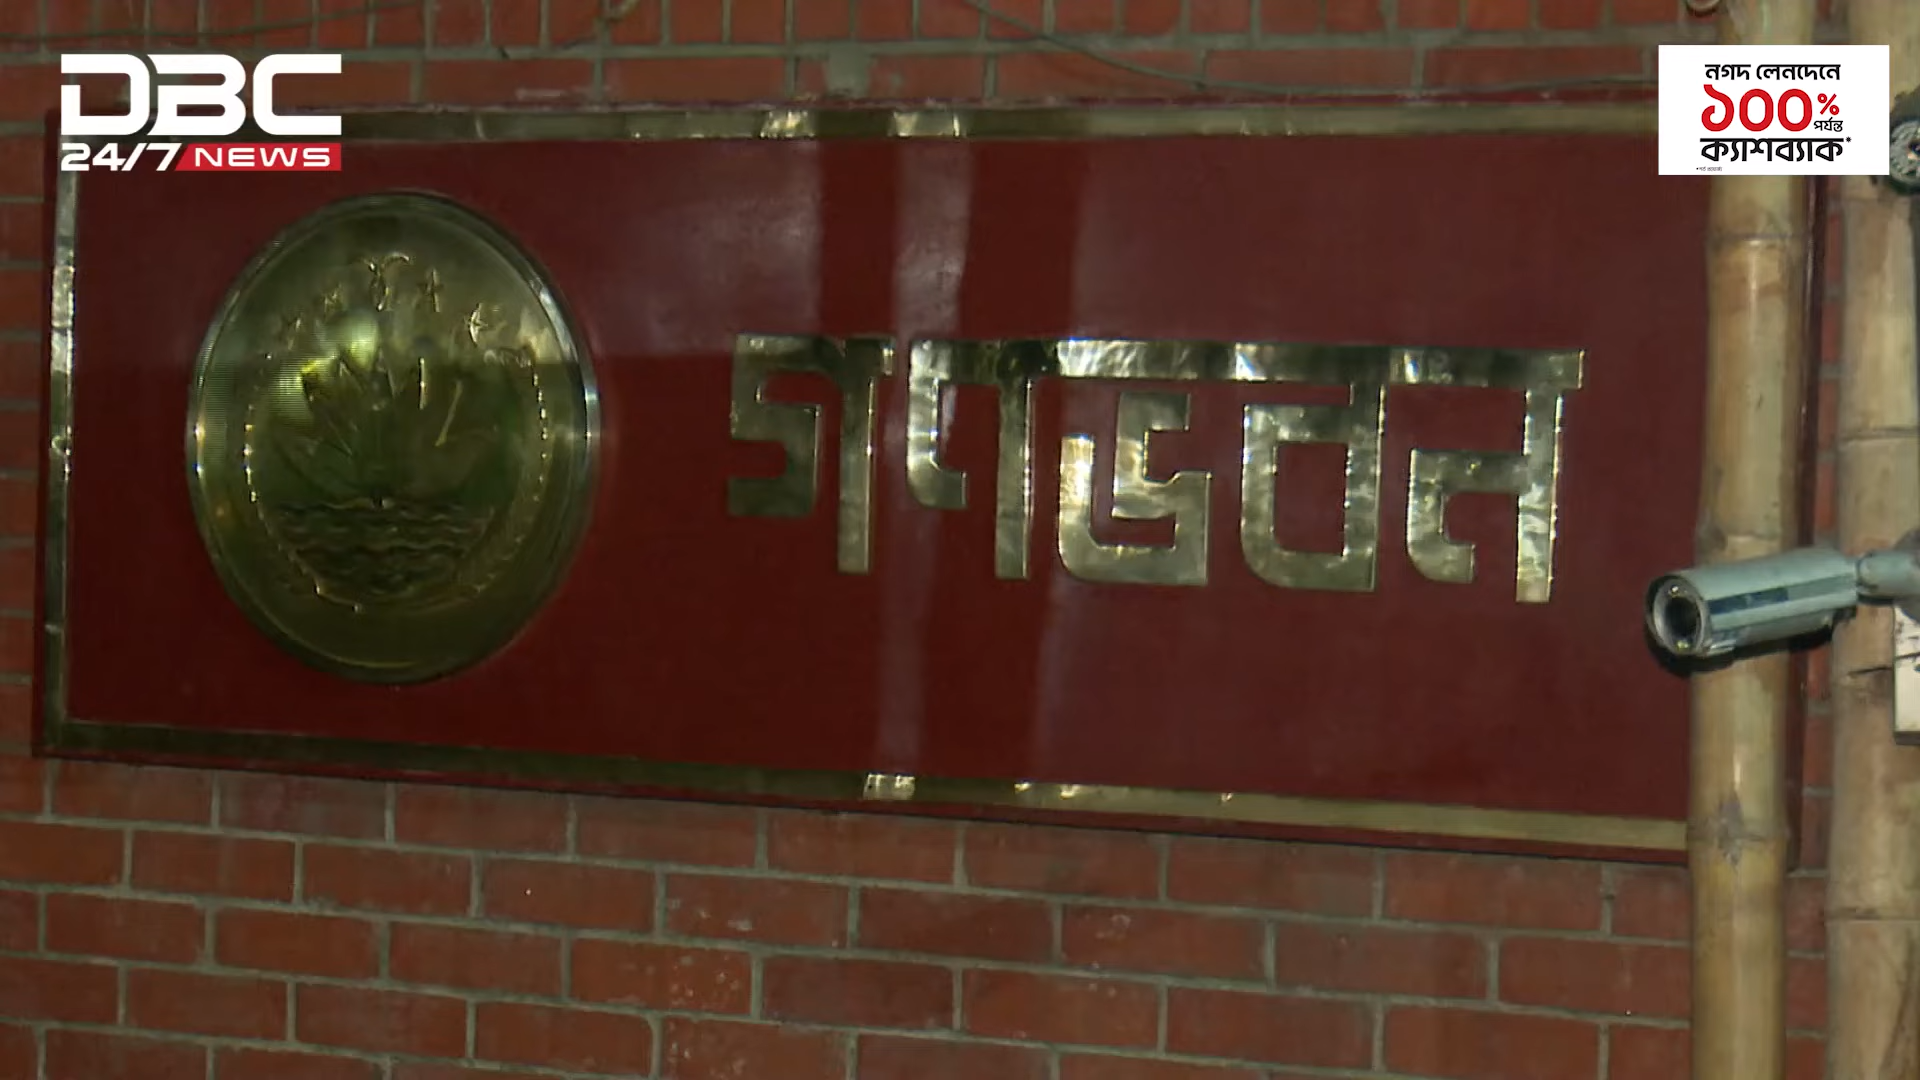 DBC
24/7 NEWS
নগদ লেনদেনে
১০০%
পর্যন্ত
ক্যাশব্যাক*
গণভবন